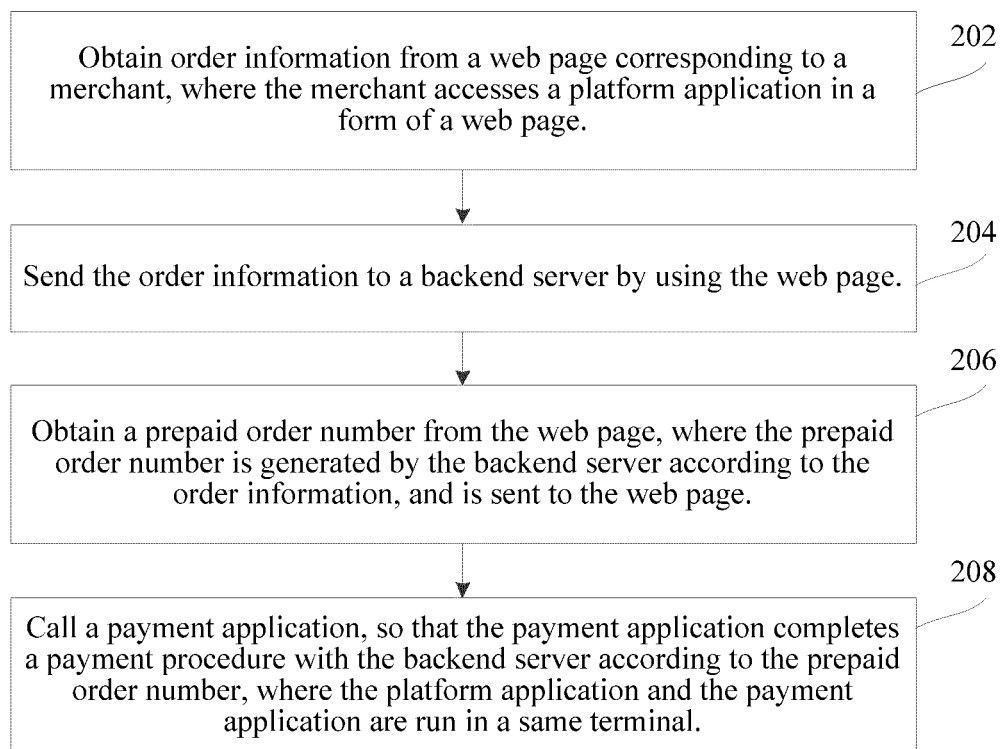 Obtain order information from a web page corresponding to a
merchant, where the merchant accesses a platform application in a
form of a web page.
202
Send the order information to a backend server by using the web page.
204
Obtain a prepaid order number from the web page, where the prepaid
order number is generated by the backend server according to the
order information, and is sent to the web page.
206
Call a payment application, so that the payment application completes
a payment procedure with the backend server according to the prepaid
order number, where the platform application and the payment
application are run in a same terminal.
208